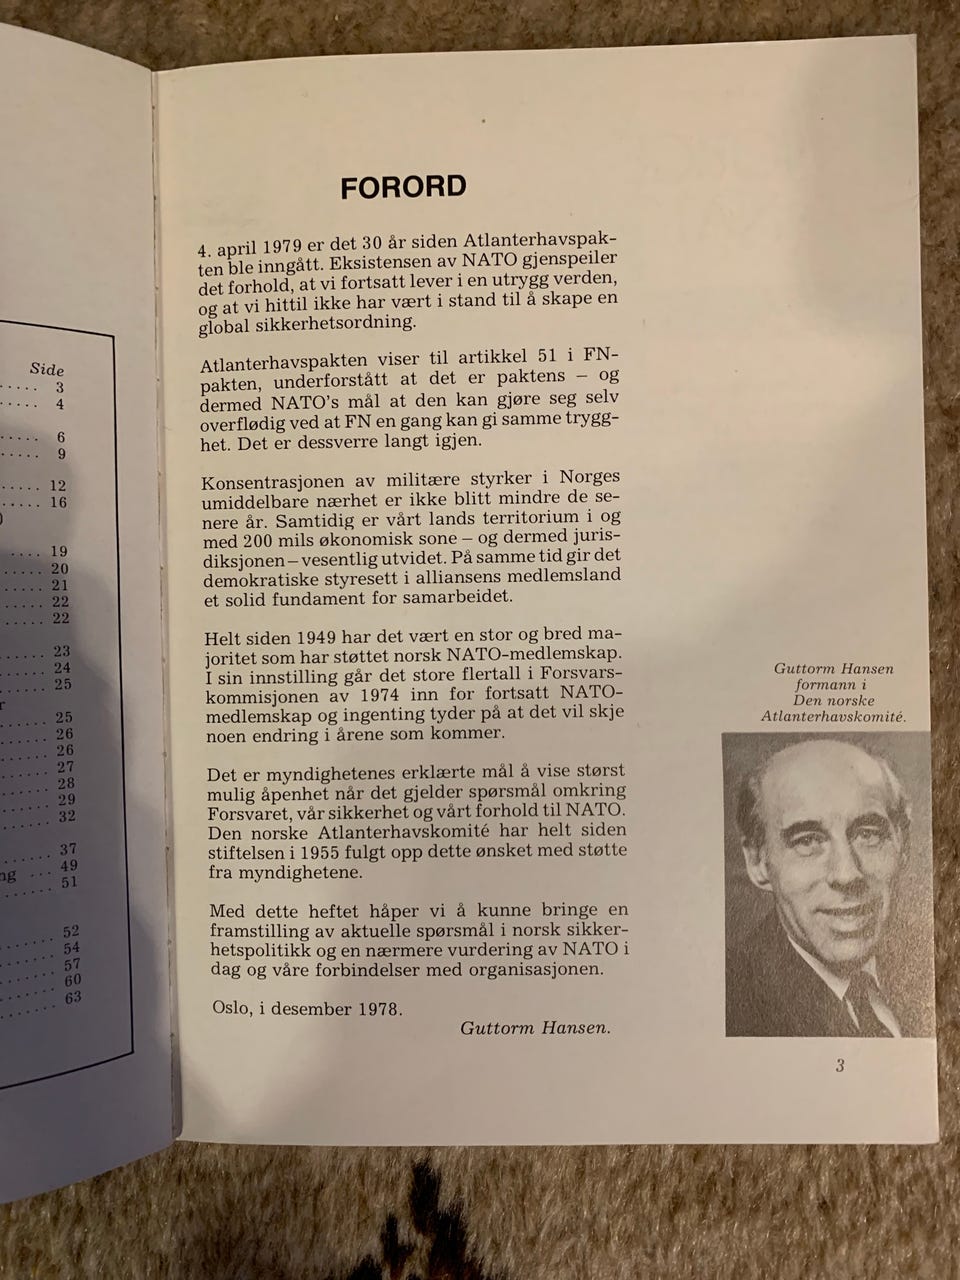 Side
..... 3
..... 4
..... 6
..... 9
..... 12
..... 16
)
.... 19
..... 20
..... 21
..... 22
..... 22
..... 23
..... 24
..... 25
r
..... 25
..... 26
..... 26
..... 27
..... 28
..... 29
..... 32
..... 37
ng ... 49
..... 51
..... 52
..... 54
..... 57
..... 60
..... 63
FORORD
4. april 1979 er det 30 år siden Atlanterhavspak-
ten ble inngått. Eksistensen av NATO gjenspeiler
det forhold, at vi fortsatt lever i en utrygg verden,
og at vi hittil ikke har vært i stand til å skape en
global sikkerhetsordning.
Atlanterhavspakten viser til artikkel 51 i FN-
pakten, underforstått at det er paktens – og
dermed NATO's mål at den kan gjøre seg selv
overflødig ved at FN en gang kan gi samme trygg-
het. Det er dessverre langt igjen.
Konsentrasjonen av militære styrker i Norges
umiddelbare nærhet er ikke blitt mindre de se-
nere år. Samtidig er vårt lands territorium i og
med 200 mils økonomisk sone – og dermed juris-
diksjonen – vesentlig utvidet. På samme tid gir det
demokratiske styresett i alliansens medlemsland
et solid fundament for samarbeidet.
Helt siden 1949 har det vært en stor og bred ma-
joritet som har støttet norsk NATO-medlemskap.
I sin innstilling går det store flertall i Forsvars-
kommisjonen av 1974 inn for fortsatt NATO-
medlemskap og ingenting tyder på at det vil skje
noen endring i årene som kommer.
Det er myndighetenes erklærte mål å vise størst
mulig åpenhet når det gjelder spørsmål omkring
Forsvaret, vår sikkerhet og vårt forhold til NATO.
Den norske Atlanterhavskomité har helt siden
stiftelsen i 1955 fulgt opp dette ønsket med støtte
fra myndighetene.
Med dette heftet håper vi å kunne bringe en
framstilling av aktuelle spørsmål i norsk sikker-
hetspolitikk og en nærmere vurdering av NATO i
dag og våre forbindelser med organisasjonen.
Oslo, i desember 1978.
Guttorm Hansen.
Guttorm Hansen
formann i
Den norske
Atlanterhavskomité.
3